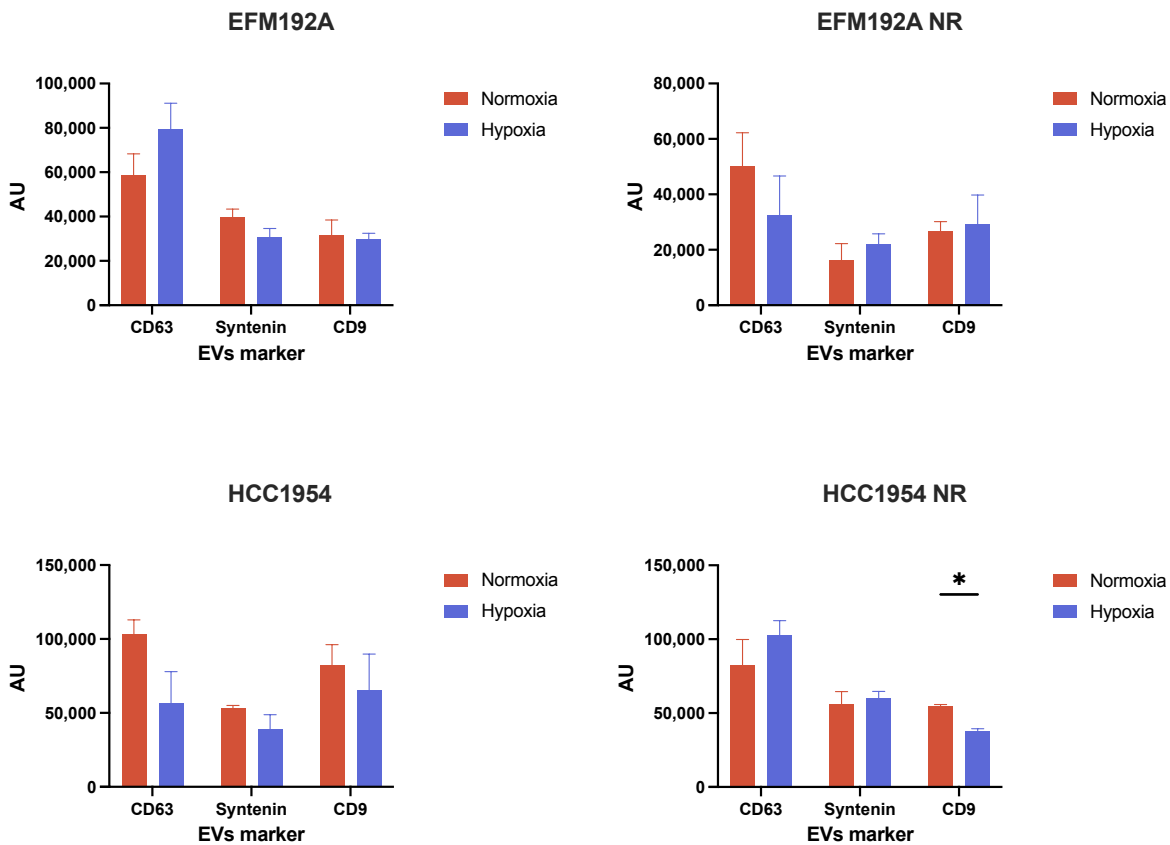 EFM192A
EFM192A NR
100,000
80,000
60,000
40,000
20,000
0
AU
CD63 Syntenin CD9
EVs marker
Normoxia
Hypoxia
80,000
60,000
40,000
20,000
0
AU
CD63 Syntenin CD9
EVs marker
Normoxia
Hypoxia
HCC1954
HCC1954 NR
150,000
100,000
50,000
0
AU
CD63 Syntenin CD9
EVs marker
Normoxia
Hypoxia
150,000
100,000
50,000
0
AU
*
CD63 Syntenin CD9
EVs marker
Normoxia
Hypoxia